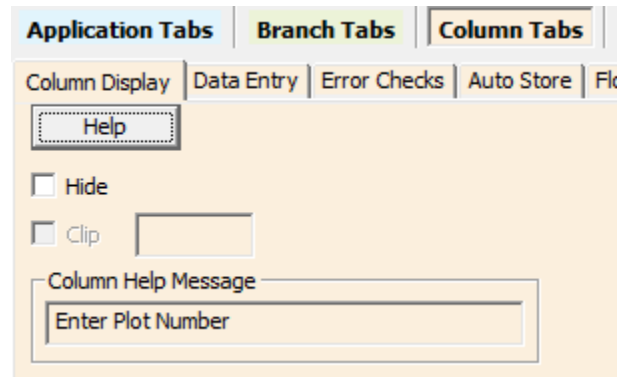 Application Tabs Branch Tabs Column Tabs
Column Display Data Entry Error Checks Auto Store
Help
Hide
Clip
Column Help Message
Enter Plot Number